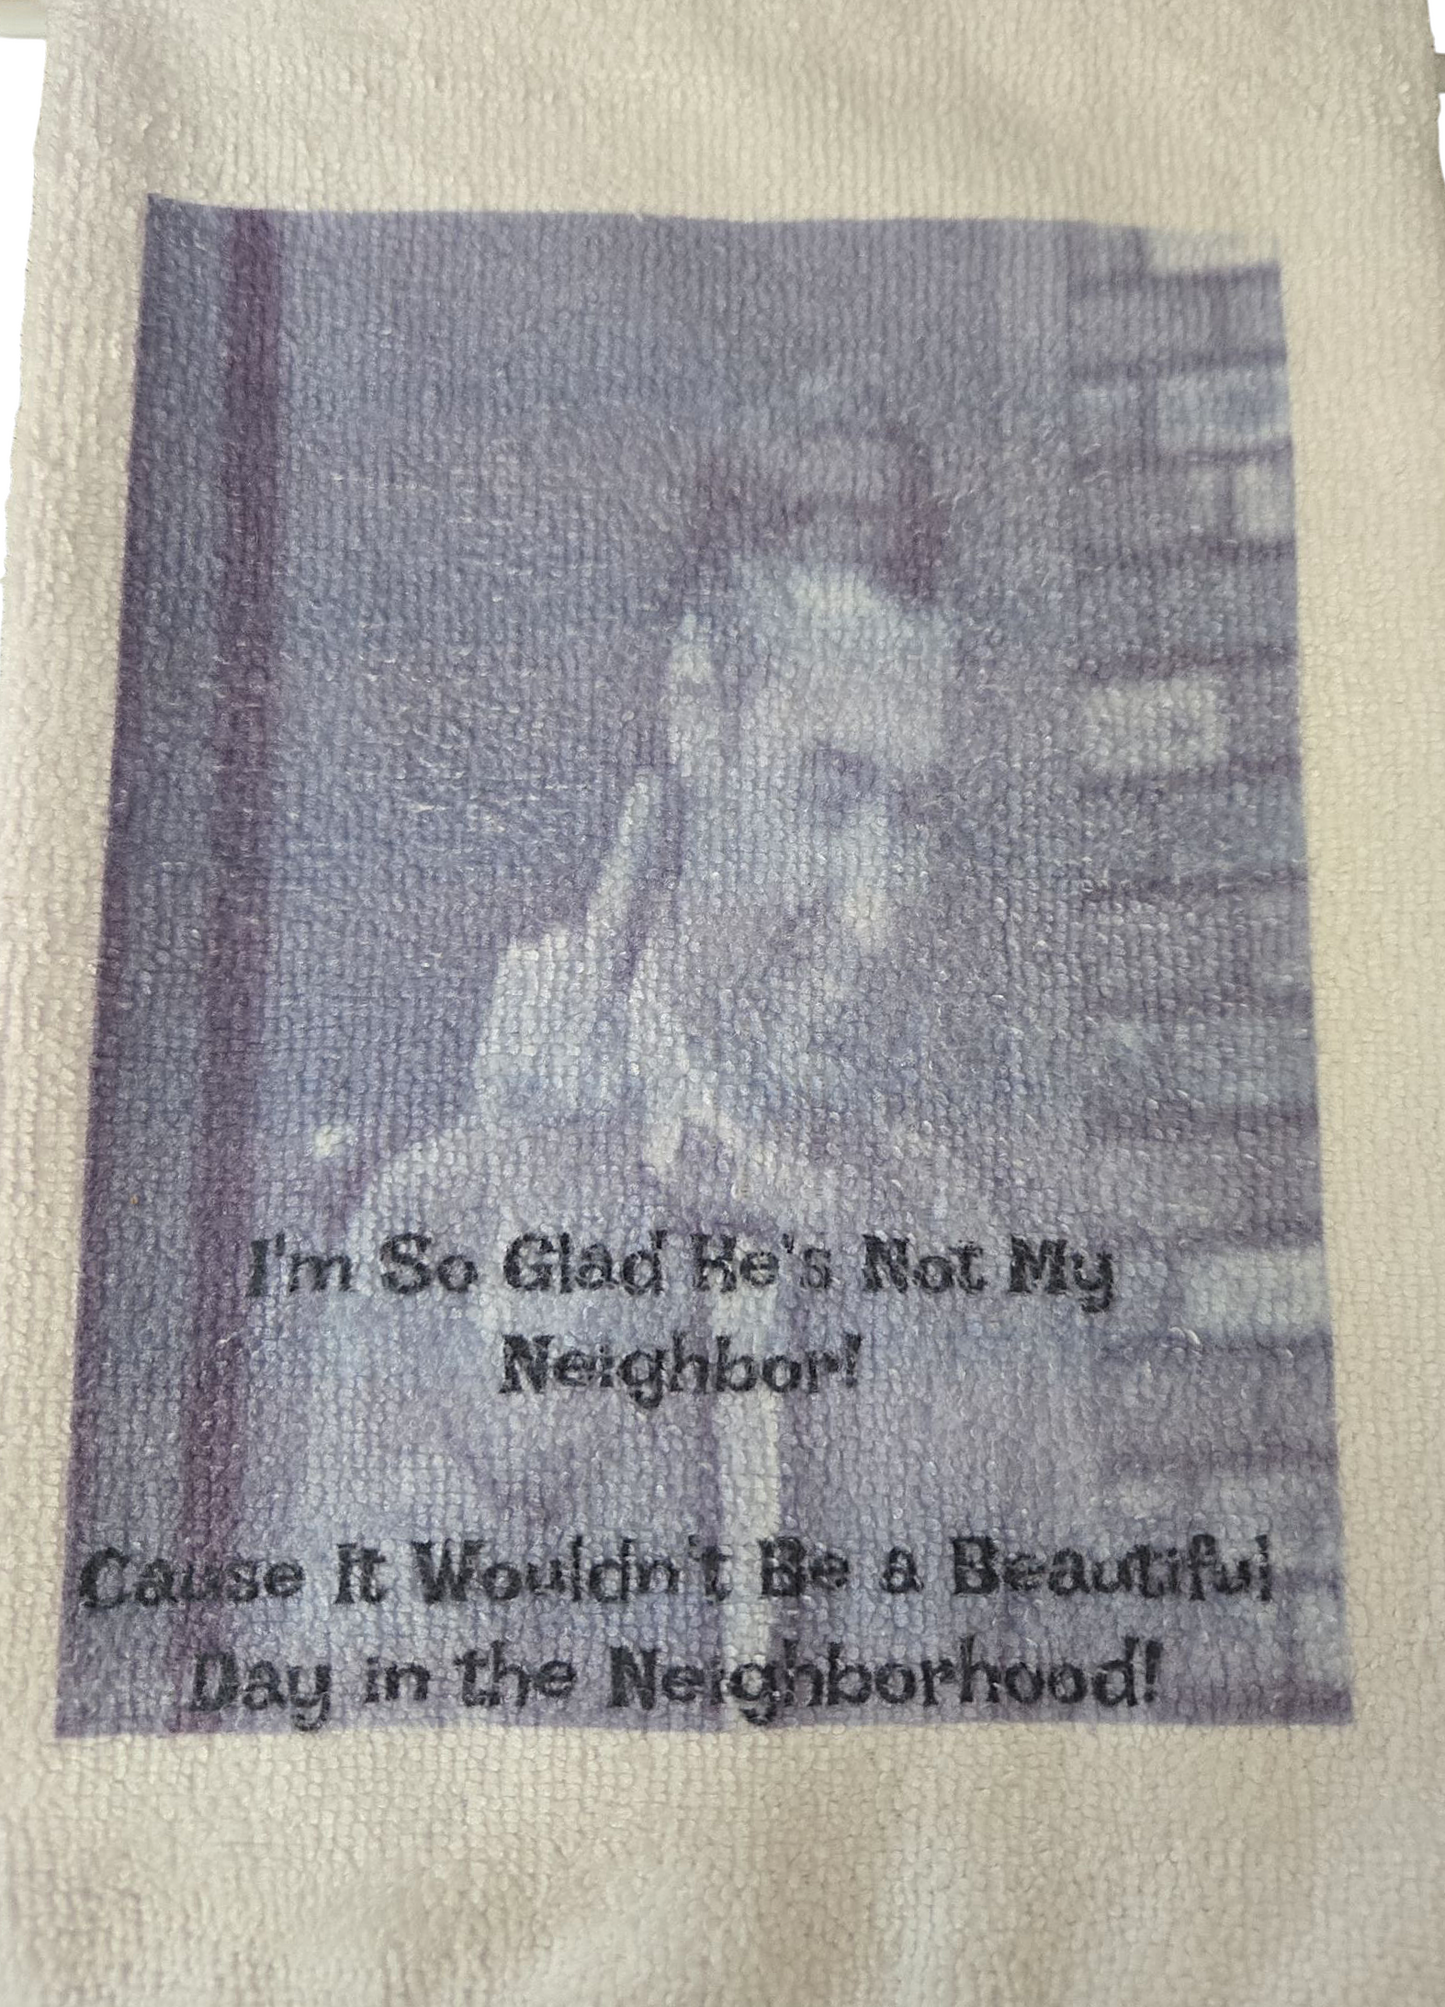 I'm So Glad He's Not My
Neighbor!
Cause It Wouldn't Be a Beautiful
Day in the Neighborhood!